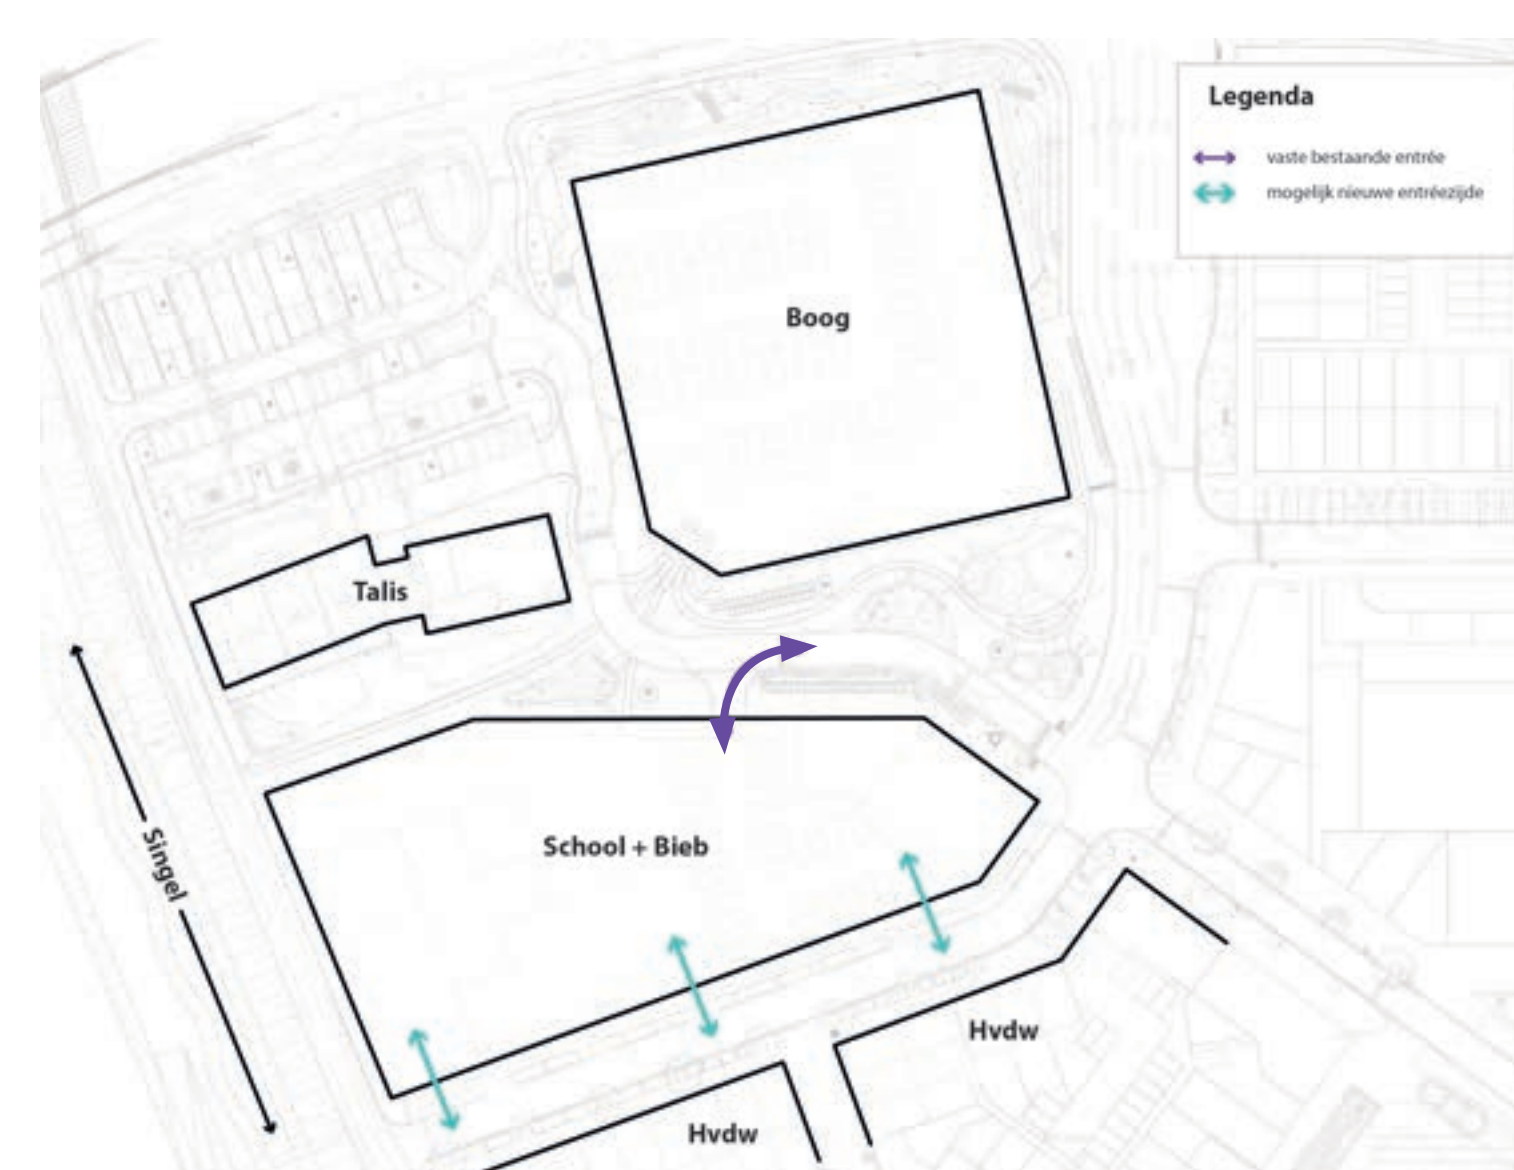 Legenda
vaste bestaande entrée
mogelijk nieuwe entréezijde
Boog
Talis
Singel
School + Bieb
Hvdw
Hvdw